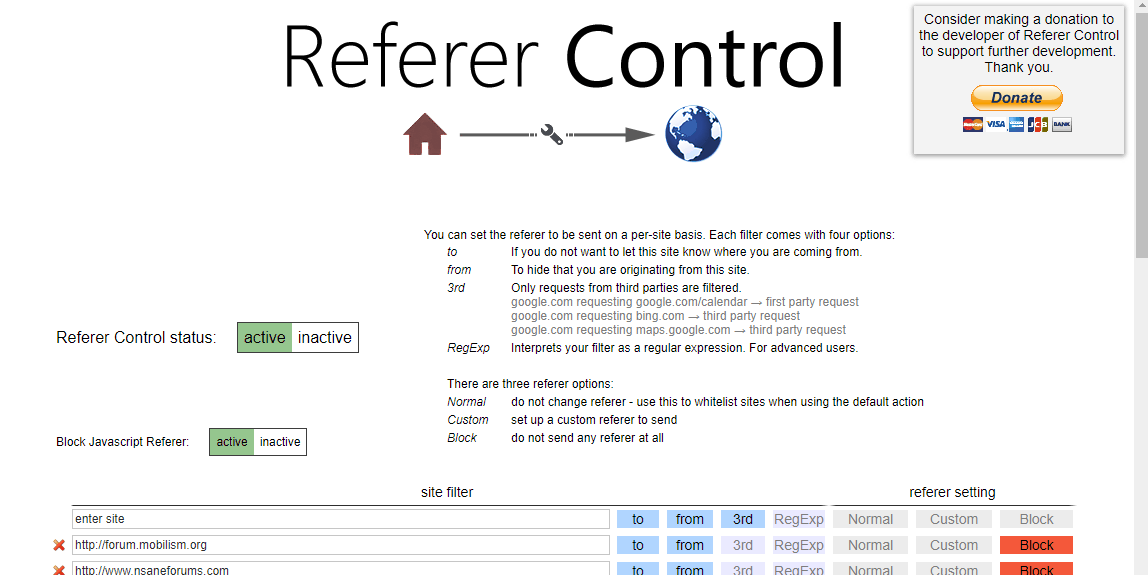 Referer Control
Consider making a donation to
the developer of Referer Control
to support further development.
Thank you.
Donate
MasterCard VISA JCB BANK
You can set the referer to be sent on a per-site basis. Each filter comes with four options:
to If you do not want to let this site know where you are coming from.
from To hide that you are originating from this site.
3rd Only requests from third parties are filtered.
google.com requesting google.com/calendar → first party request
google.com requesting bing.com → third party request
google.com requesting maps.google.com → third party request
RegExp Interprets your filter as a regular expression. For advanced users.
Referer Control status: active inactive
There are three referer options:
Normal do not change referer - use this to whitelist sites when using the default action
Custom set up a custom referer to send
Block do not send any referer at all
Block Javascript Referer: active inactive
site filter referer setting
enter site to from 3rd RegExp Normal Custom Block
http://forum.mobilism.org to from 3rd RegExp Normal Custom Block
http://www.nsaneforums.com to from 3rd RegExp Normal Custom Block